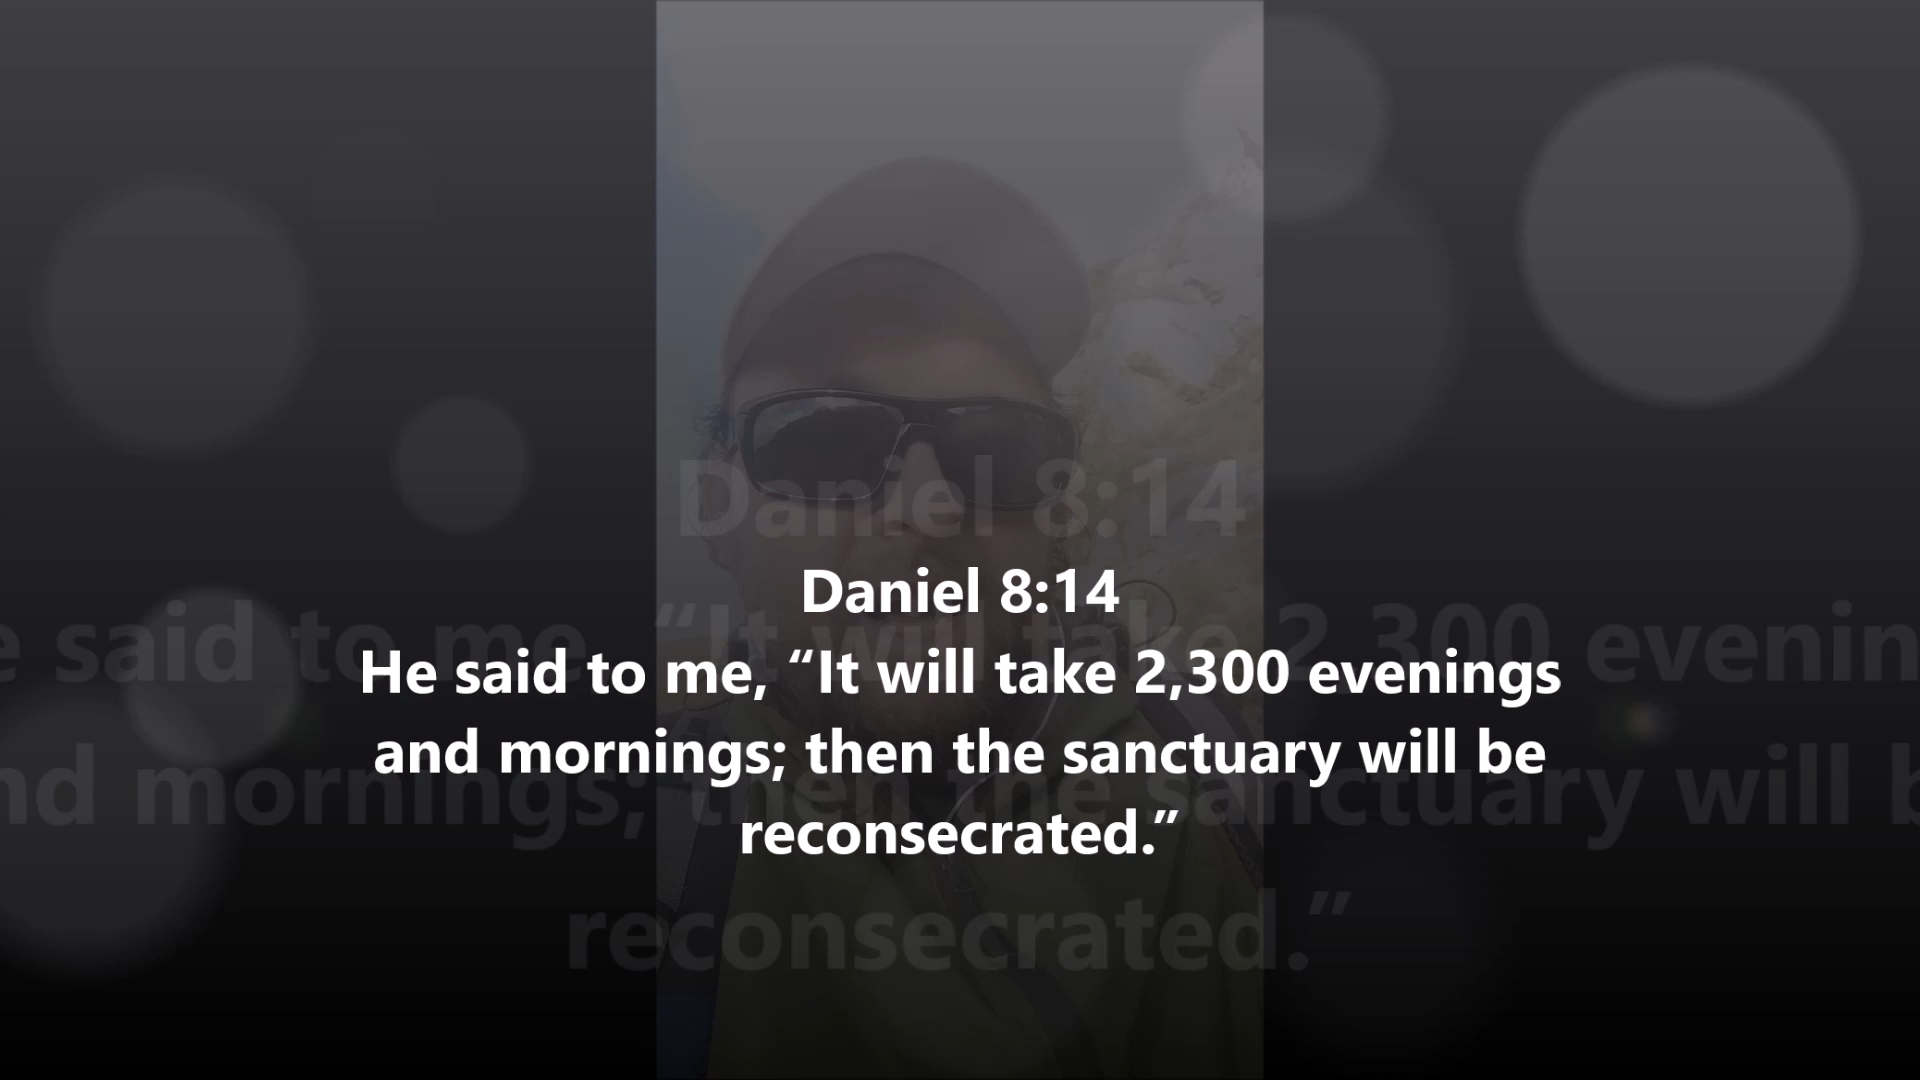 Daniel 8:14
He said to me, “It will take 2,300 evenings
and mornings; then the sanctuary will be
reconsecrated.”